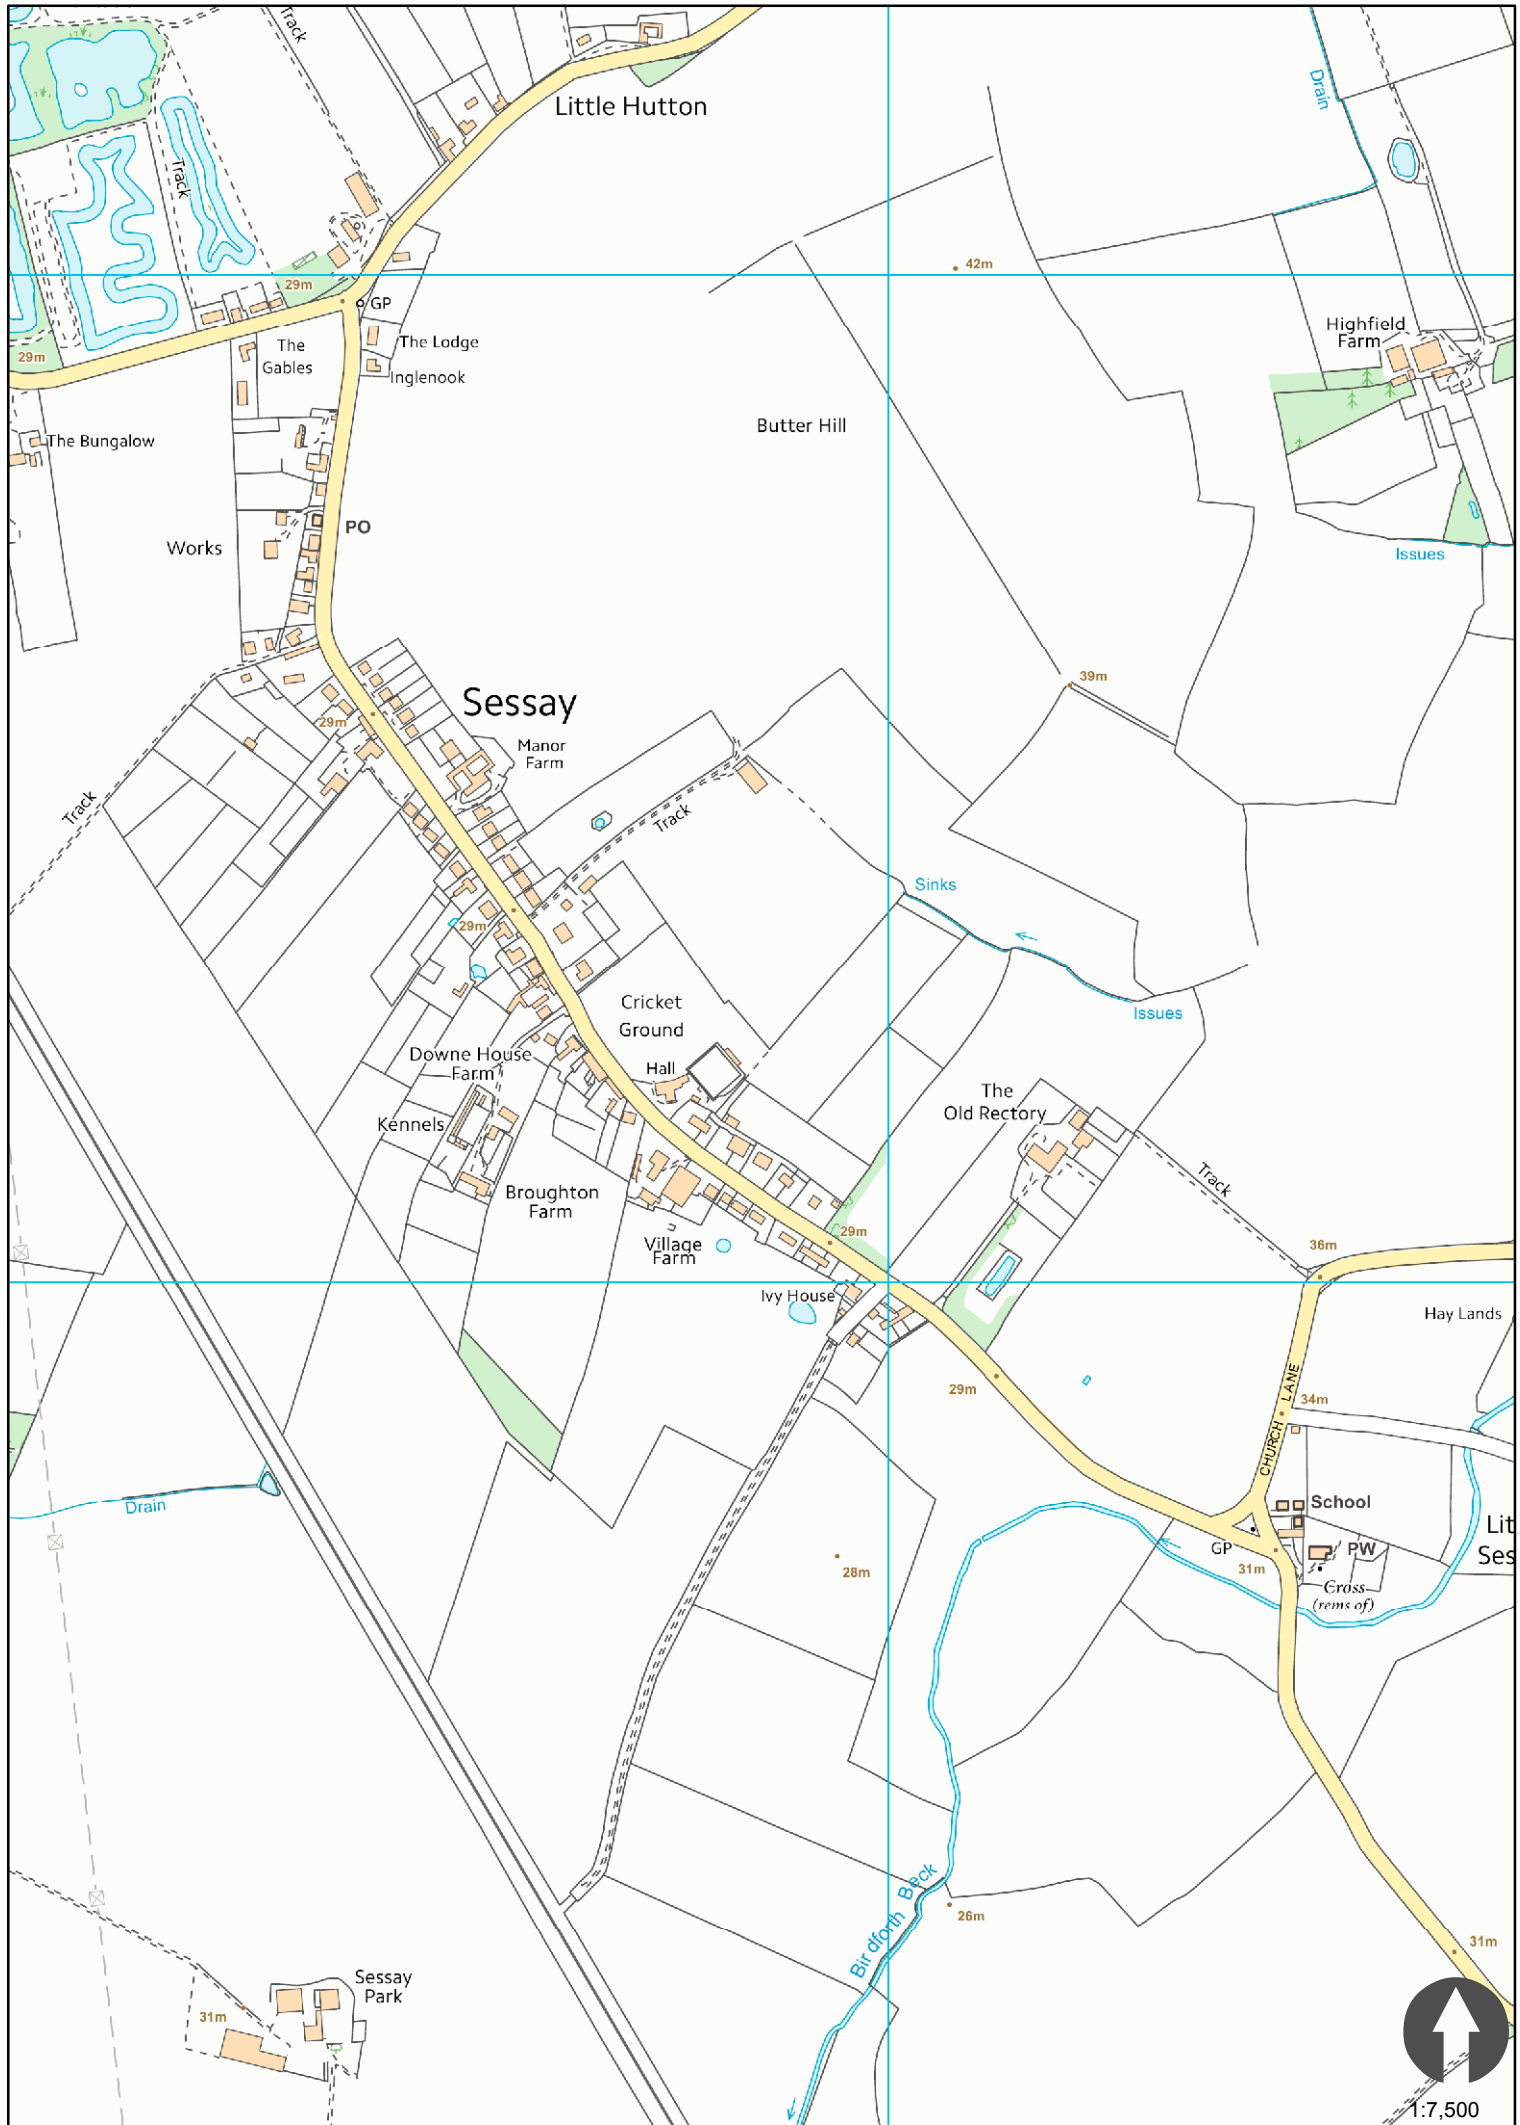 Track
Little Hutton
Drain
Track
42m
29m
GP
The Lodge
Inglenook
The
Gables
29m
Highfield
Farm
Butter Hill
The Bungalow
PO
Works
Issues
39m
Sessay
29m
Manor
Farm
Track
Track
Sinks
29m
Cricket
Ground
Issues
Downe House
Farm
Hall
The
Old Rectory
Kennels
Track
Broughton
Farm
29m
Village
Farm
36m
Ivy House
Hay Lands
29m
CHURCH LANE
34m
Drain
School
Lit
Ses
GP
PW
31m
Cross
(rems of)
28m
Birdforth Beck
26m
31m
Sessay
Park
31m
1:7,500